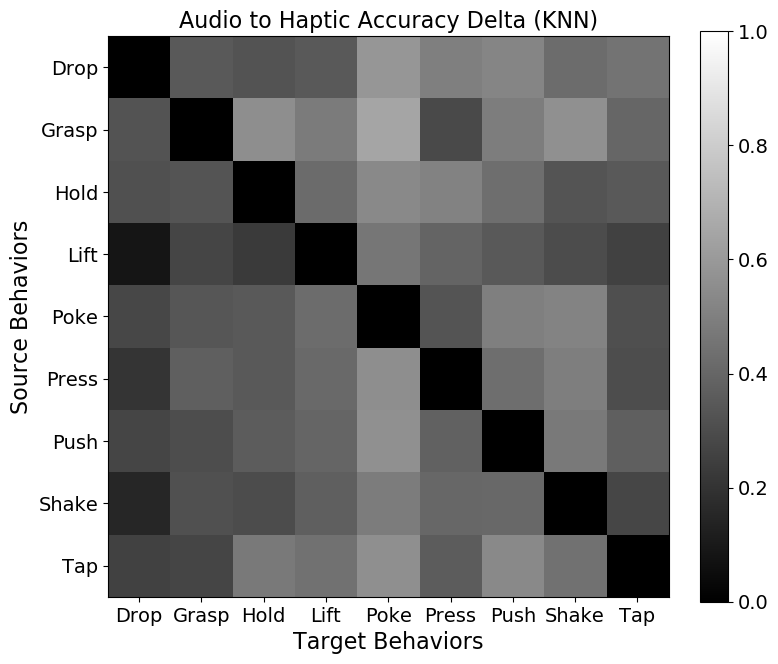 Audio to Haptic Accuracy Delta (KNN)
Drop
Grasp
Hold
Lift
Poke
Press
Push
Shake
Tap
Source Behaviors
Drop Grasp Hold Lift Poke Press Push Shake Tap
Target Behaviors
1.0
0.8
0.6
0.4
0.2
0.0